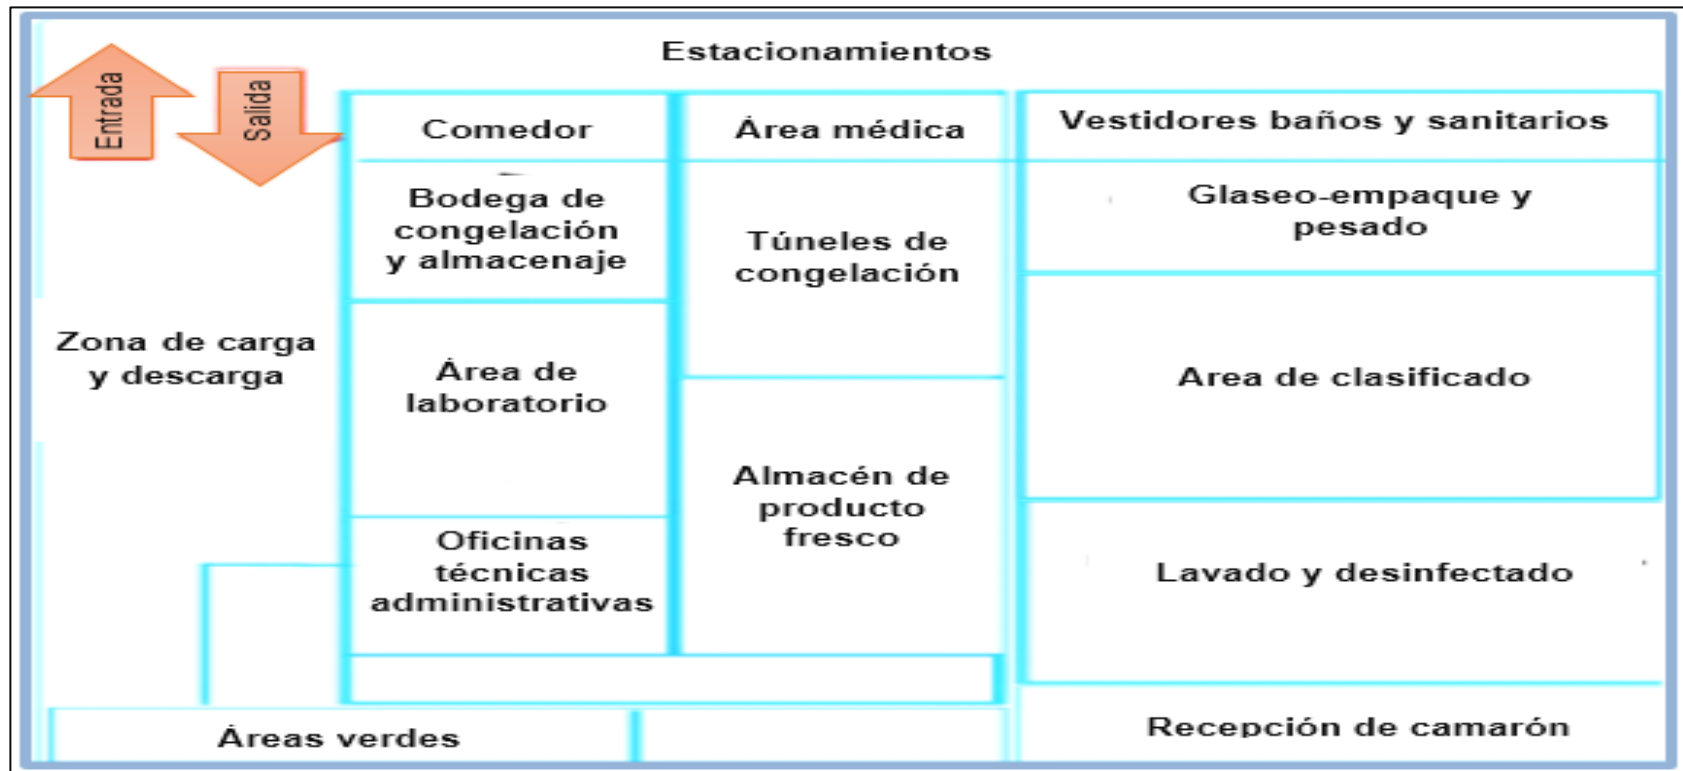 Estacionamientos
Entrada
Salida
Comedor
Área médica
Vestidores baños y sanitarios
Bodega de
congelación
y almacenaje
Túneles de
congelación
Glaseo-empaque y
pesado
Zona de carga
y descarga
Área de
laboratorio
Area de clasificado
Almacén de
producto
fresco
Oficinas
técnicas
administrativas
Lavado y desinfectado
Áreas verdes
Recepción de camarón